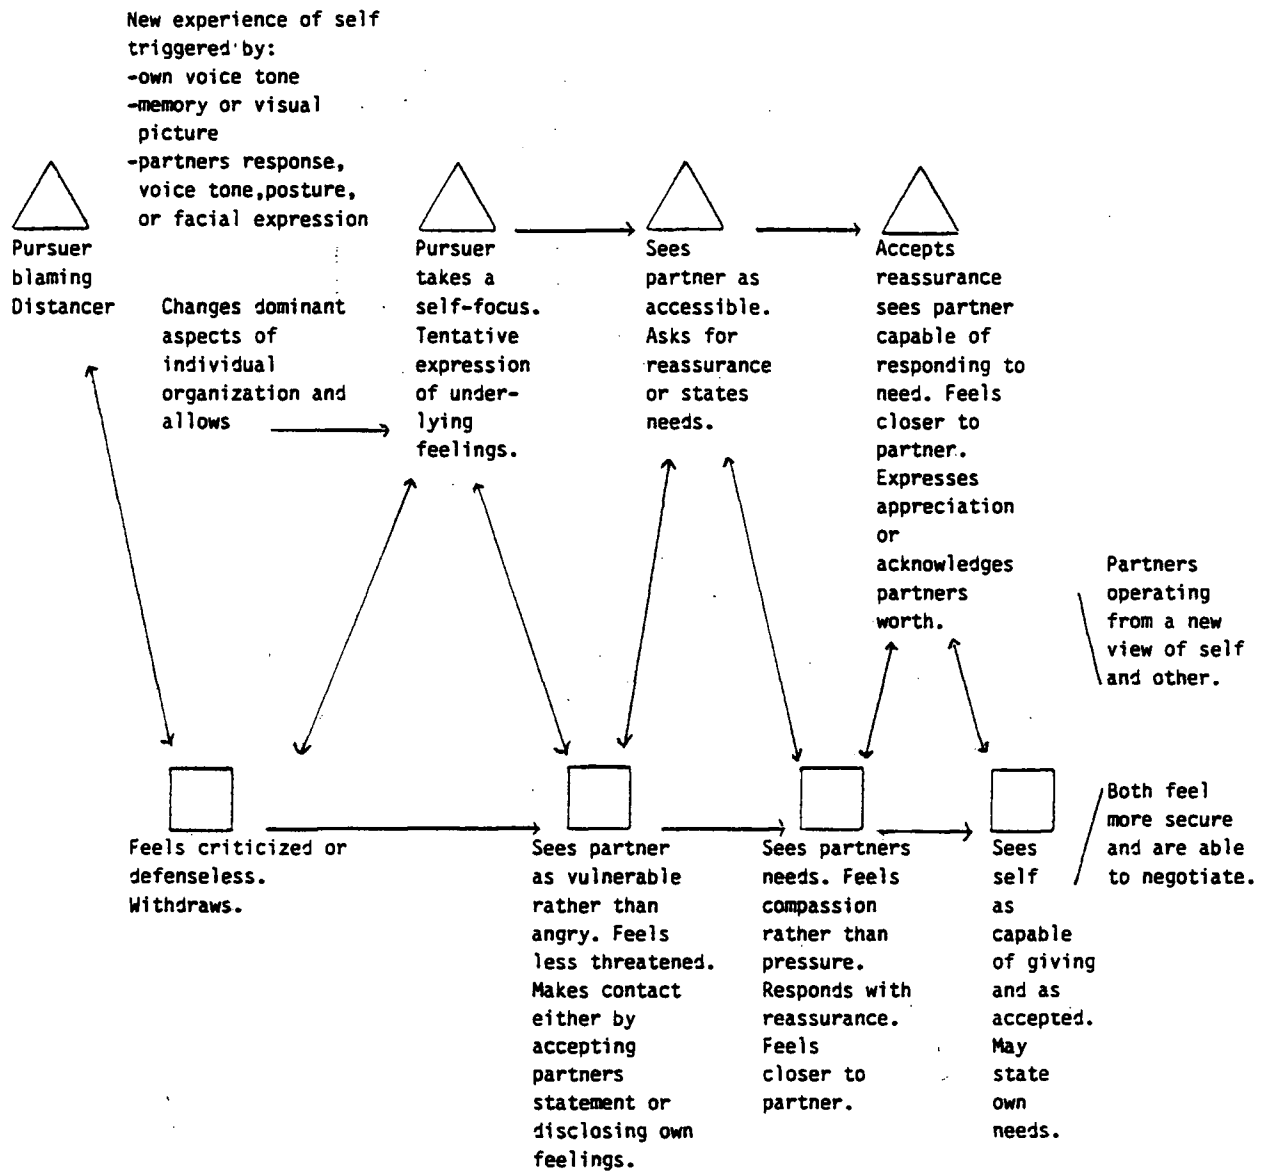 New experience of self
triggered by:
-own voice tone
-memory or visual
picture
-partners response,
voice tone,posture,
or facial expression
Pursuer
blaming
Distancer
Changes dominant
aspects of
individual
organization and
allows
Pursuer
takes a
self-focus.
Tentative
expression
of under-
lying
feelings.
Sees
partner as
accessible.
Asks for
reassurance
or states
needs.
Accepts
reassurance
sees partner
capable of
responding to
need. Feels
closer to
partner.
Expresses
appreciation
or
acknowledges
partners
worth.
Partners
operating
from a new
view of self
and other.
Feels criticized or
defenseless.
Withdraws.
Sees partner
as vulnerable
rather than
angry. Feels
less threatened.
Makes contact
either by
accepting
partners
statement or
disclosing own
feelings.
Sees partners
needs. Feels
compassion
rather than
pressure.
Responds with
reassurance.
Feels
closer to
partner.
Sees
self
as
capable
of giving
and as
accepted.
May
state
own
needs.
Both feel
more secure
and are able
to negotiate.